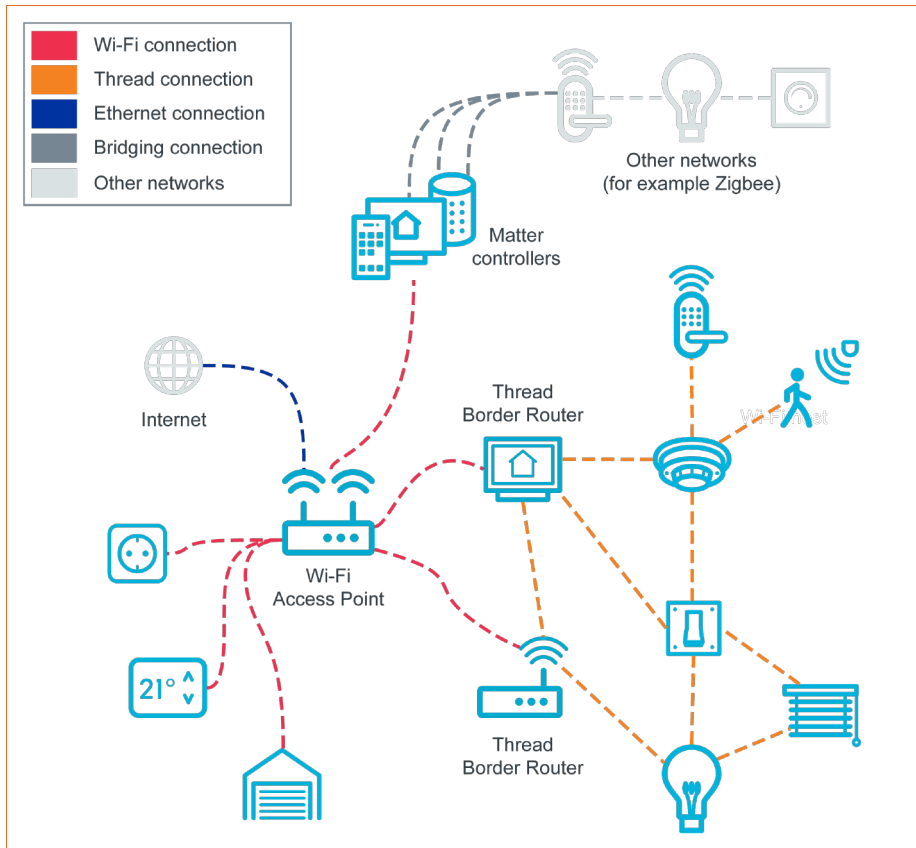 Wi-Fi connection
Thread connection
Ethernet connection
Bridging connection
Other networks
Other networks
(for example Zigbee)
Matter
controllers
Internet
Thread
Border Router
Wi-Fi
Access Point
21°
Thread
Border Router